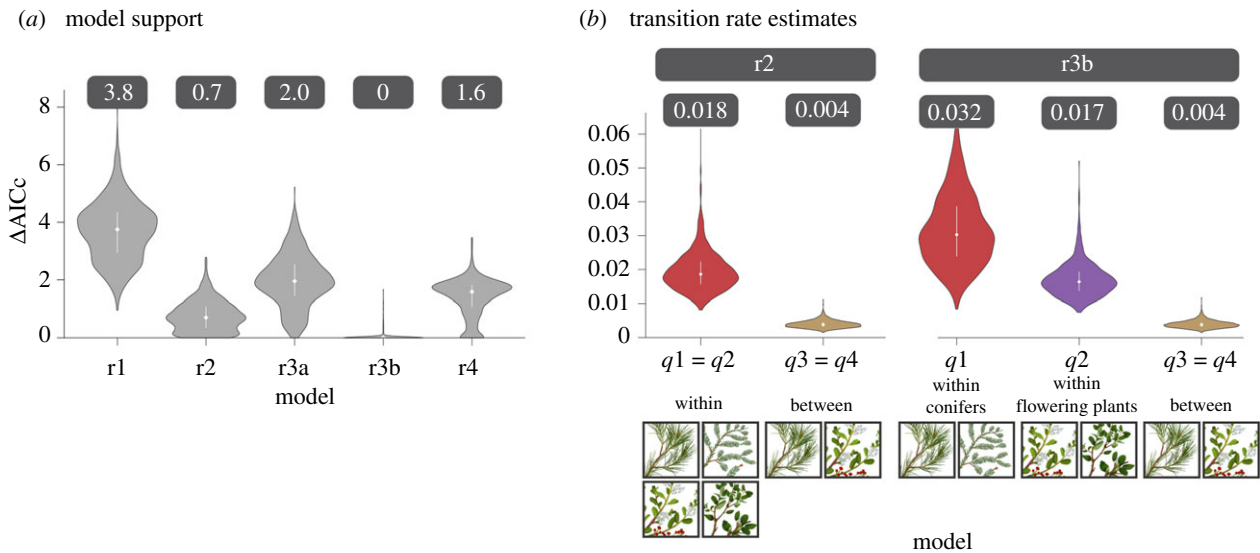 (a) model support
3.8 0.7 2.0 0 1.6
8
6
4
2
0
ΔAICc
r1 r2 r3a r3b r4
model
(b) transition rate estimates
r2 r3b
0.018 0.004 0.032 0.017 0.004
0.06
0.05
0.04
0.03
0.02
0.01
0
q1 = q2 q3 = q4 q1 q2 q3 = q4
within between within conifers within flowering plants between
model